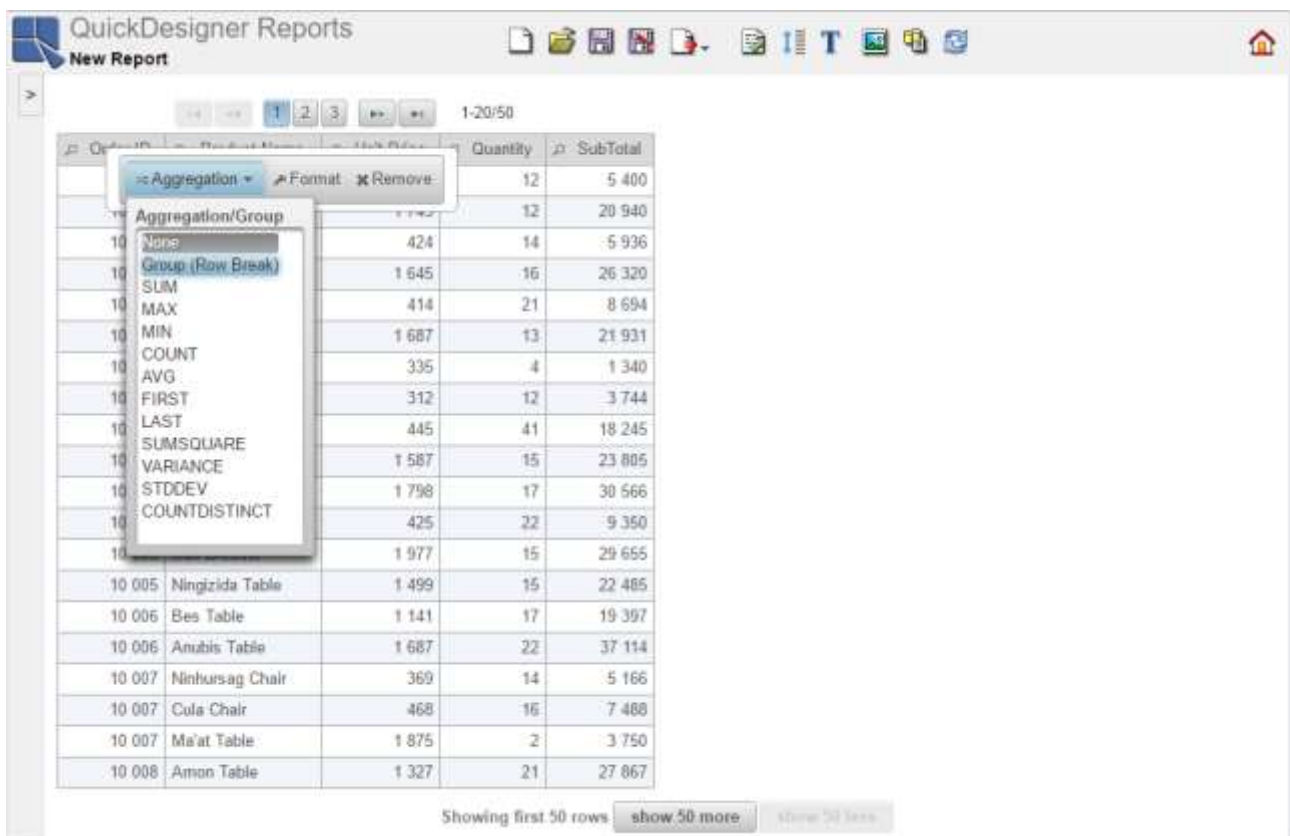 QuickDesigner Reports
New Report
>
1 2 3 1-20/50
Quantity SubTotal
Aggregation Format Remove
12 5 400
12 20 940
Aggregation/Group
None
Group (Row Break)
SUM
MAX
MIN
COUNT
AVG
FIRST
LAST
SUMSQUARE
VARIANCE
STDDEV
COUNTDISTINCT
424 14 5 936
1 645 16 26 320
414 21 8 694
1 687 13 21 931
335 4 1 340
312 12 3 744
445 41 18 245
1 587 15 23 805
1 798 17 30 566
425 22 9 350
1 977 15 29 655
10 005 Ningizida Table 1 499 15 22 485
10 006 Bes Table 1 141 17 19 397
10 006 Anubis Table 1 687 22 37 114
10 007 Ninhursag Chair 369 14 5 166
10 007 Cula Chair 468 16 7 488
10 007 Ma'at Table 1 875 2 3 750
10 008 Amon Table 1 327 21 27 867
Showing first 50 rows show 50 more show 50 less